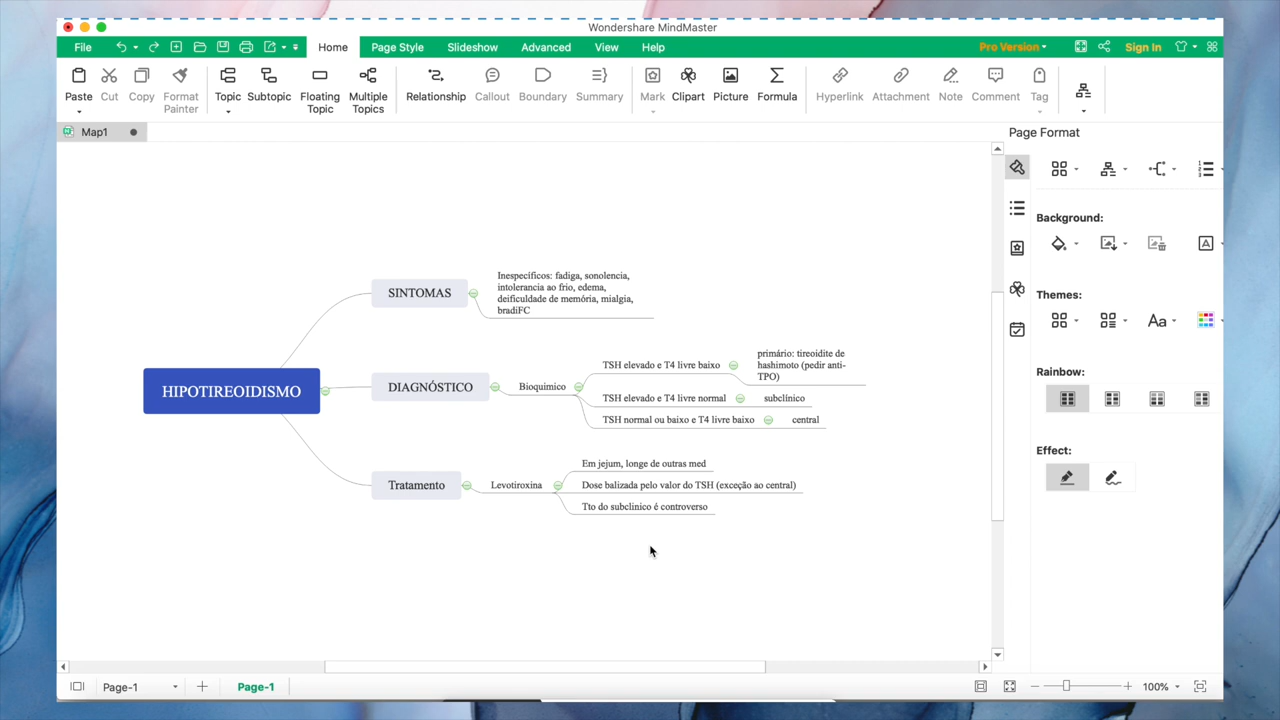 Wondershare MindMaster
File Home Page Style Slideshow Advanced View Help Pro Version Sign In
Paste Cut Copy Format Painter Topic Subtopic Floating Topic Multiple Topics Relationship Callout Boundary Summary Mark Clipart Picture Formula Hyperlink Attachment Note Comment Tag
Map1
Page Format
Background:
Themes:
Aa
Rainbow:
Effect:
HIPOTIREOIDISMO
SINTOMAS
Inespecíficos: fadiga, sonolencia,
intolerancia ao frio, edema,
deificuldade de memória, mialgia,
bradiFC
DIAGNÓSTICO
Bioquimico
TSH elevado e T4 livre baixo
primário: tireoidite de
hashimoto (pedir anti-
TPO)
TSH elevado e T4 livre normal
subclínico
TSH normal ou baixo e T4 livre baixo
central
Tratamento
Levotiroxina
Em jejum, longe de outras med
Dose balizada pelo valor do TSH (exceção ao central)
Tto do subclinico é controverso
Page-1
Page-1
100%